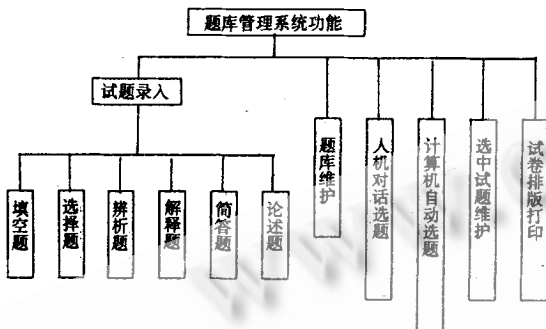 题库管理系统功能
试题录入
填空题
选择题
辨析题
解释题
简答题
论述题
题库维护
人机对话选题
计算机自动选题
选中试题维护
试卷排版打印